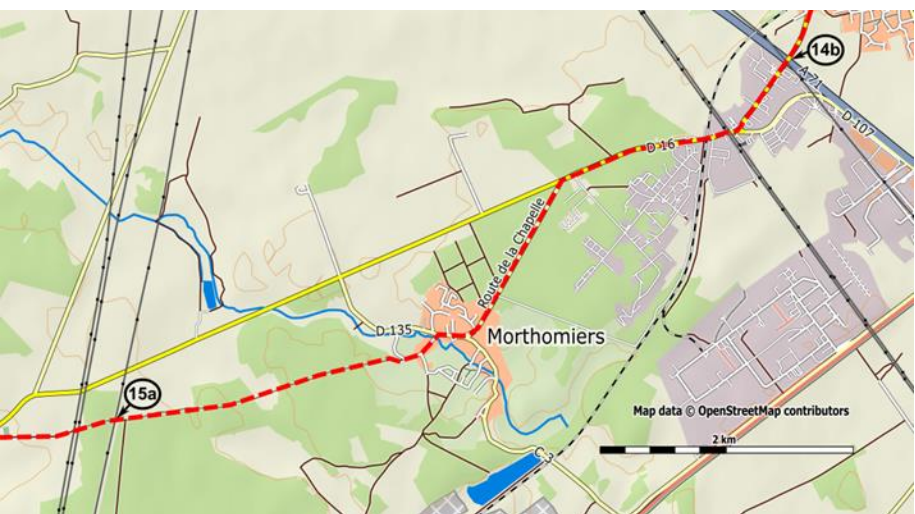 14b
A 71
D-107
D 16
Route de la Chapelle
D-135
Morthomiers
15a
Map data © OpenStreetMap contributors
2 km
C 3